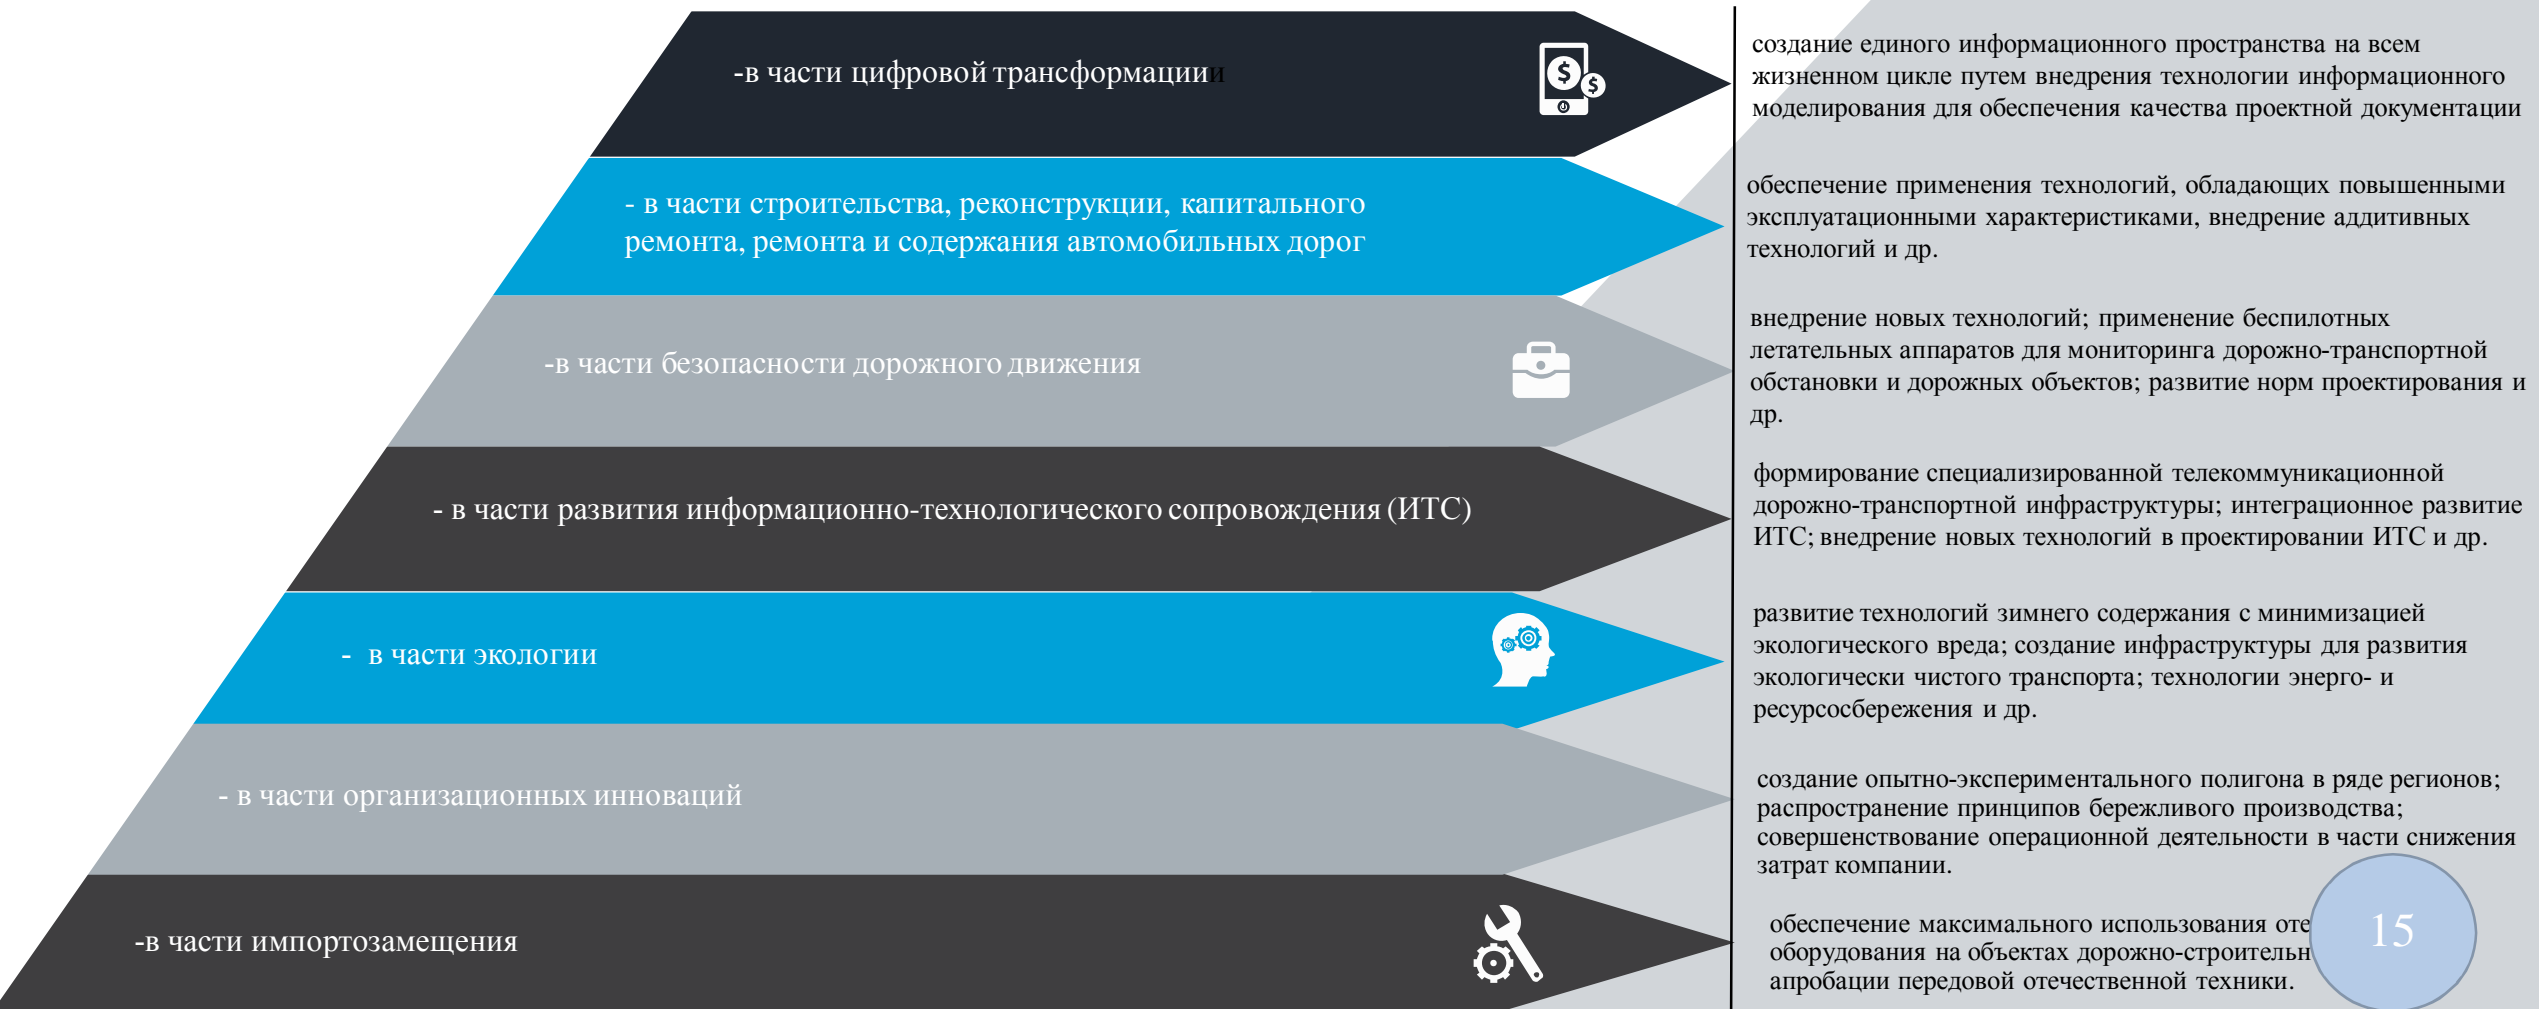 -в части цифровой трансформациии
создание единого информационного пространства на всем
жизненном цикле путем внедрения технологии информационного
моделирования для обеспечения качества проектной документации
- в части строительства, реконструкции, капитального
ремонта, ремонта и содержания автомобильных дорог
обеспечение применения технологий, обладающих повышенными
эксплуатационными характеристиками, внедрение аддитивных
технологий и др.
-в части безопасности дорожного движения
внедрение новых технологий; применение беспилотных
летательных аппаратов для мониторинга дорожно-транспортной
обстановки и дорожных объектов; развитие норм проектирования и
др.
- в части развития информационно-технологического сопровождения (ИТС)
формирование специализированной телекоммуникационной
дорожно-транспортной инфраструктуры; интеграционное развитие
ИТС; внедрение новых технологий в проектировании ИТС и др.
- в части экологии
развитие технологий зимнего содержания с минимизацией
экологического вреда; создание инфраструктуры для развития
экологически чистого транспорта; технологии энерго- и
ресурсосбережения и др.
- в части организационных инноваций
создание опытно-экспериментального полигона в ряде регионов;
распространение принципов бережливого производства;
совершенствование операционной деятельности в части снижения
затрат компании.
-в части импортозамещения
обеспечение максимального использования
оборудования на объектах
апробации передовой отечественной техники.
15